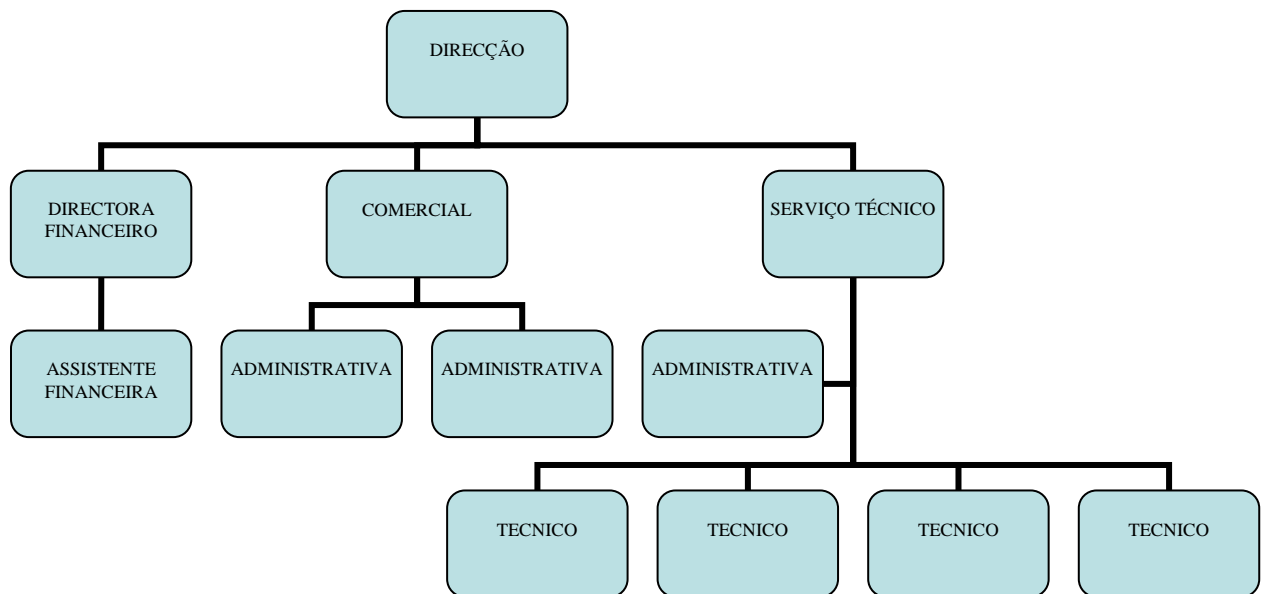 DIRECÇÃO
DIRECTORA
FINANCEIRO
COMERCIAL
SERVIÇO TÉCNICO
ASSISTENTE
FINANCEIRA
ADMINISTRATIVA
ADMINISTRATIVA
ADMINISTRATIVA
TECNICO
TECNICO
TECNICO
TECNICO